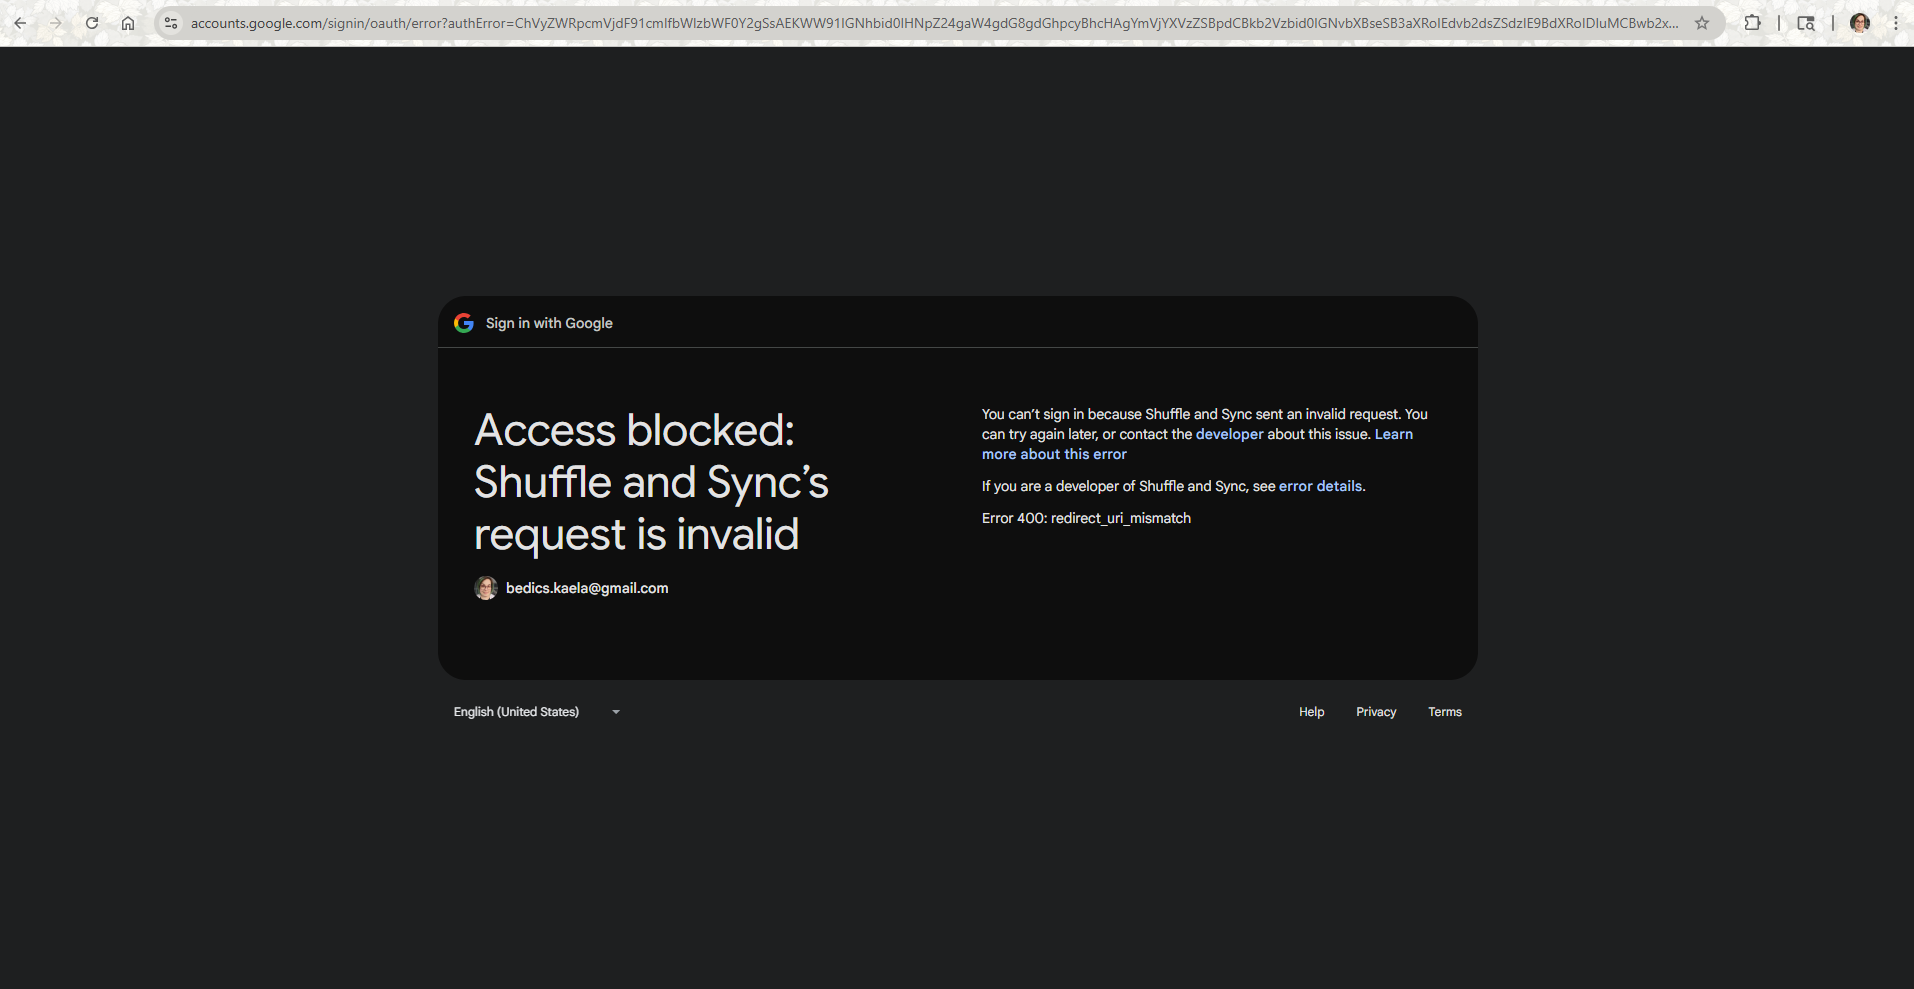 accounts.google.com/signin/oauth/error?authError=ChVyZWRpcmVjdF91cmlfbWlzbWF0Y2gSsAEKWW91IGNhbid0IHNpZ24gaW4gdG8gdGhpcyBhcHAgYmVjYXVzZSBpdCBkb2Vzbid0IGNvbXBseSB3aXRoIEdvb2dsZSdzIE9BdXRoIDIuMCBwb2x...
Sign in with Google
Access blocked:
Shuffle and Sync’s
request is invalid
bedics.kaela@gmail.com
You can’t sign in because Shuffle and Sync sent an invalid request. You
can try again later, or contact the developer about this issue. Learn
more about this error
If you are a developer of Shuffle and Sync, see error details.
Error 400: redirect_uri_mismatch
English (United States)
Help Privacy Terms